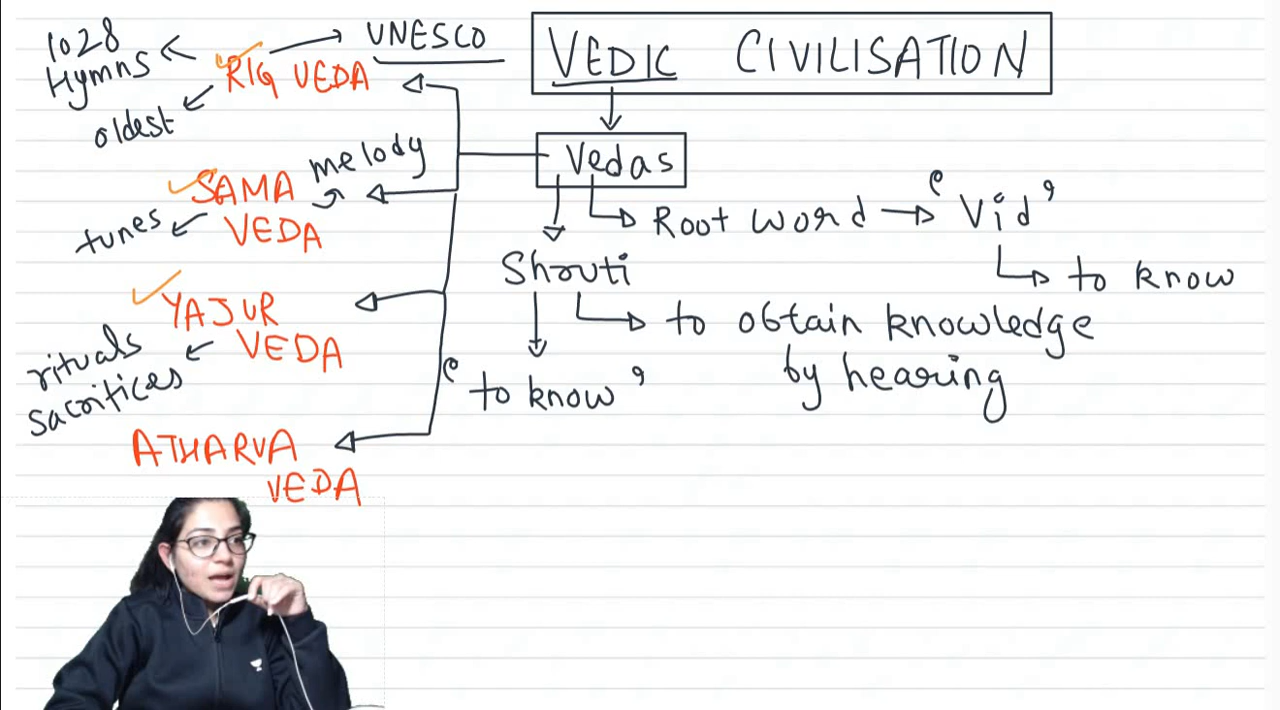 VEDIC CIVILISATION
Vedas
Root word → 'Vid'
to know
Shruti
to obtain knowledge
by hearing
'to know'
RIG VEDA
→ UNESCO
1028
Hymns
oldest
SAMA
VEDA
melody
tunes
YAJUR
VEDA
rituals
sacrifices
ATHARVA
VEDA